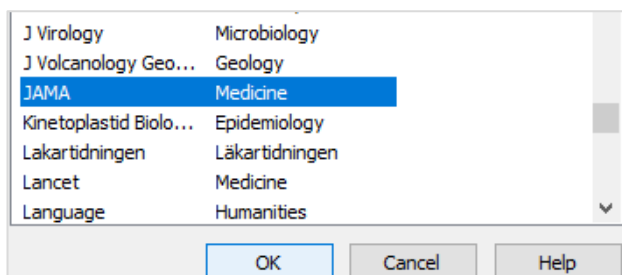 J Virology Microbiology
J Volcanology Geo... Geology
JAMA Medicine
Kinetoplastid Biolo... Epidemiology
Lakartidningen Läkartidningen
Lancet Medicine
Language Humanities
OK Cancel Help